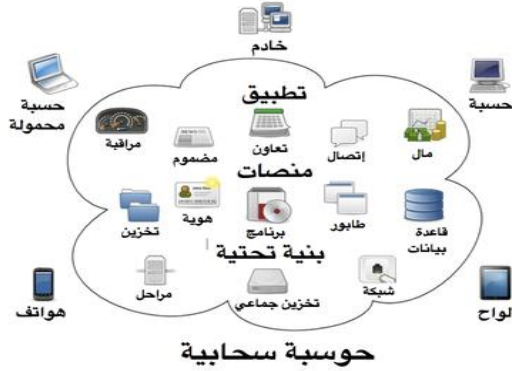 خادم
حسبة محمولة
حسبة
تطبيق
مراقبة
مضموم
تعاون
إتصال
مال
منصات
تخزين
هوية
برنامج
طابور
قاعدة بيانات
بنية تحتية
مراحل
تخزين جماعي
شبكة
هواتف
لواح
حوسبة سحابية